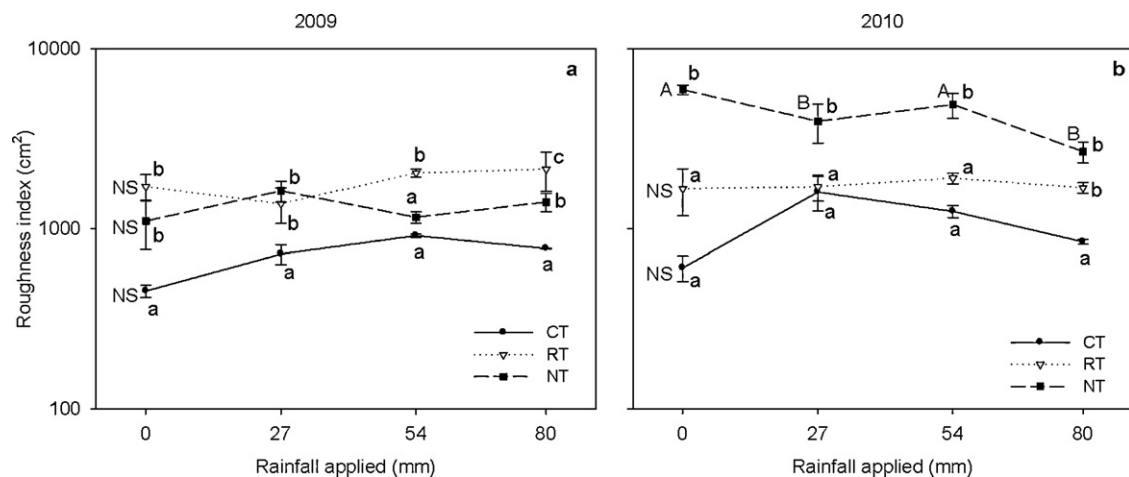 2009
2010
10000
1000
100
Roughness index (cm²)
a
NS
NS
NS
b
b
a
b
b
a
b
a
a
c
b
a
CT
RT
NT
0 27 54 80
Rainfall applied (mm)
b
A
b
NS
a
NS
a
B
b
a
a
A
b
a
a
B
b
b
a
CT
RT
NT
0 27 54 80
Rainfall applied (mm)